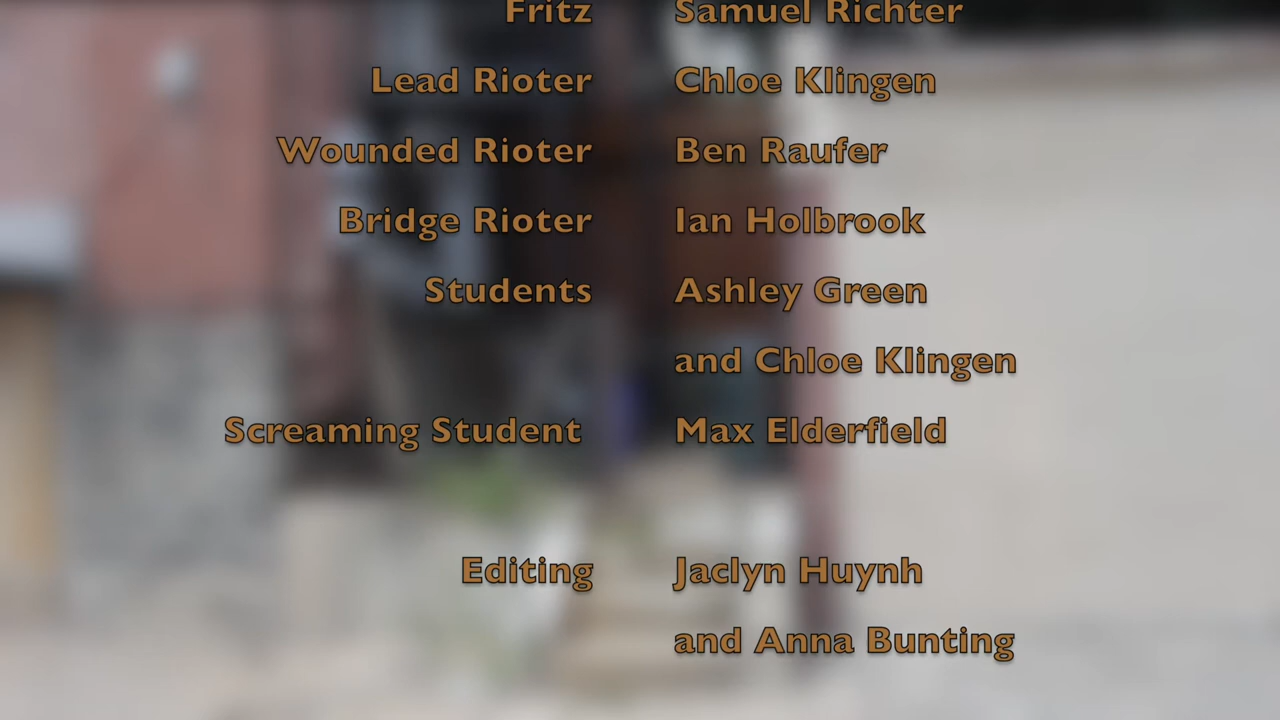 Fritz Samuel Richter
Lead Rioter Chloe Klingen
Wounded Rioter Ben Raufer
Bridge Rioter Ian Holbrook
Students Ashley Green
and Chloe Klingen
Screaming Student Max Elderfield
Editing Jaclyn Huynh
and Anna Bunting